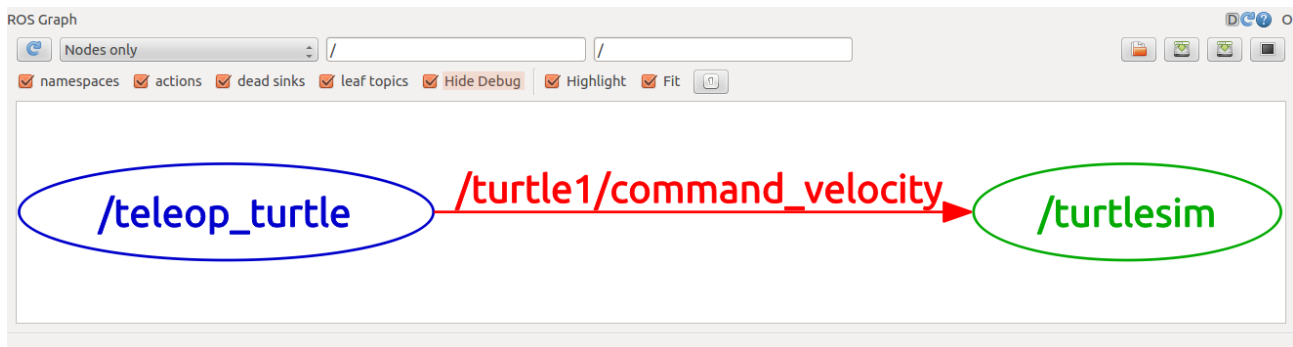 ROS Graph D ? O
Nodes only / /
namespaces actions dead sinks leaf topics Hide Debug Highlight Fit
/teleop_turtle /turtle1/command_velocity /turtlesim